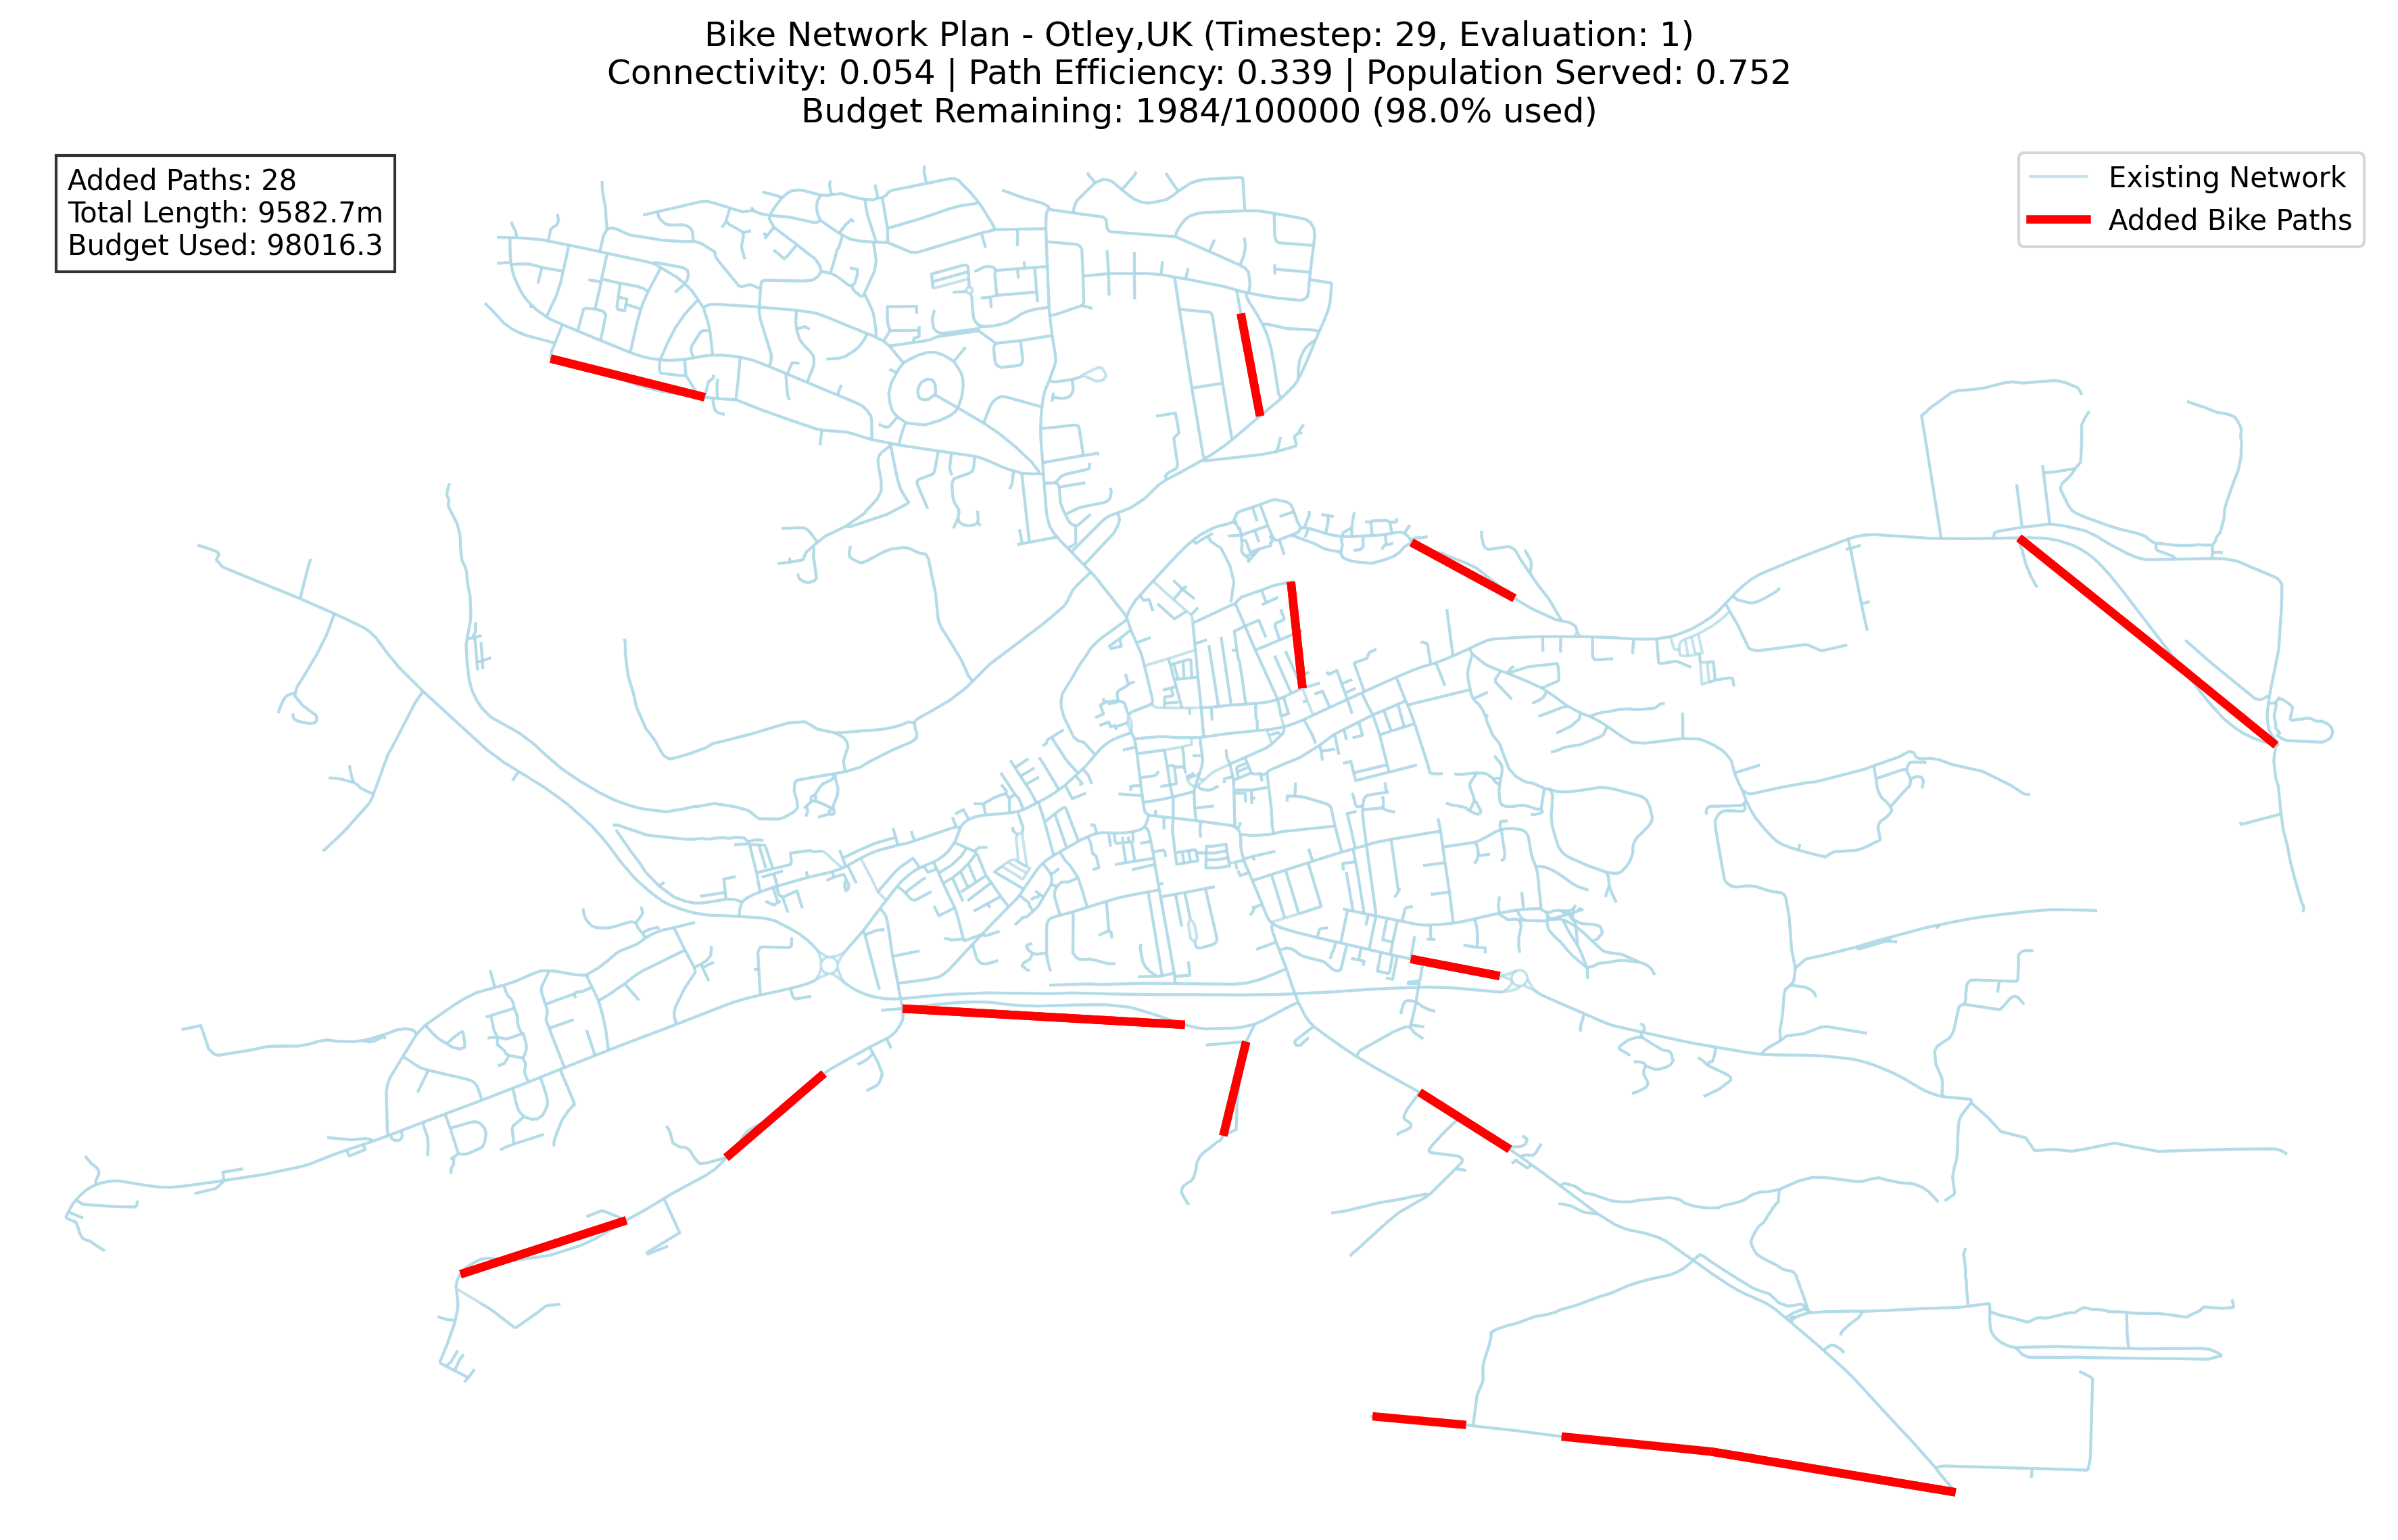 Bike Network Plan - Otley,UK (Timestep: 29, Evaluation: 1)
Connectivity: 0.054 | Path Efficiency: 0.339 | Population Served: 0.752
Budget Remaining: 1984/100000 (98.0% used)
Added Paths: 28
Total Length: 9582.7m
Budget Used: 98016.3
Existing Network
Added Bike Paths